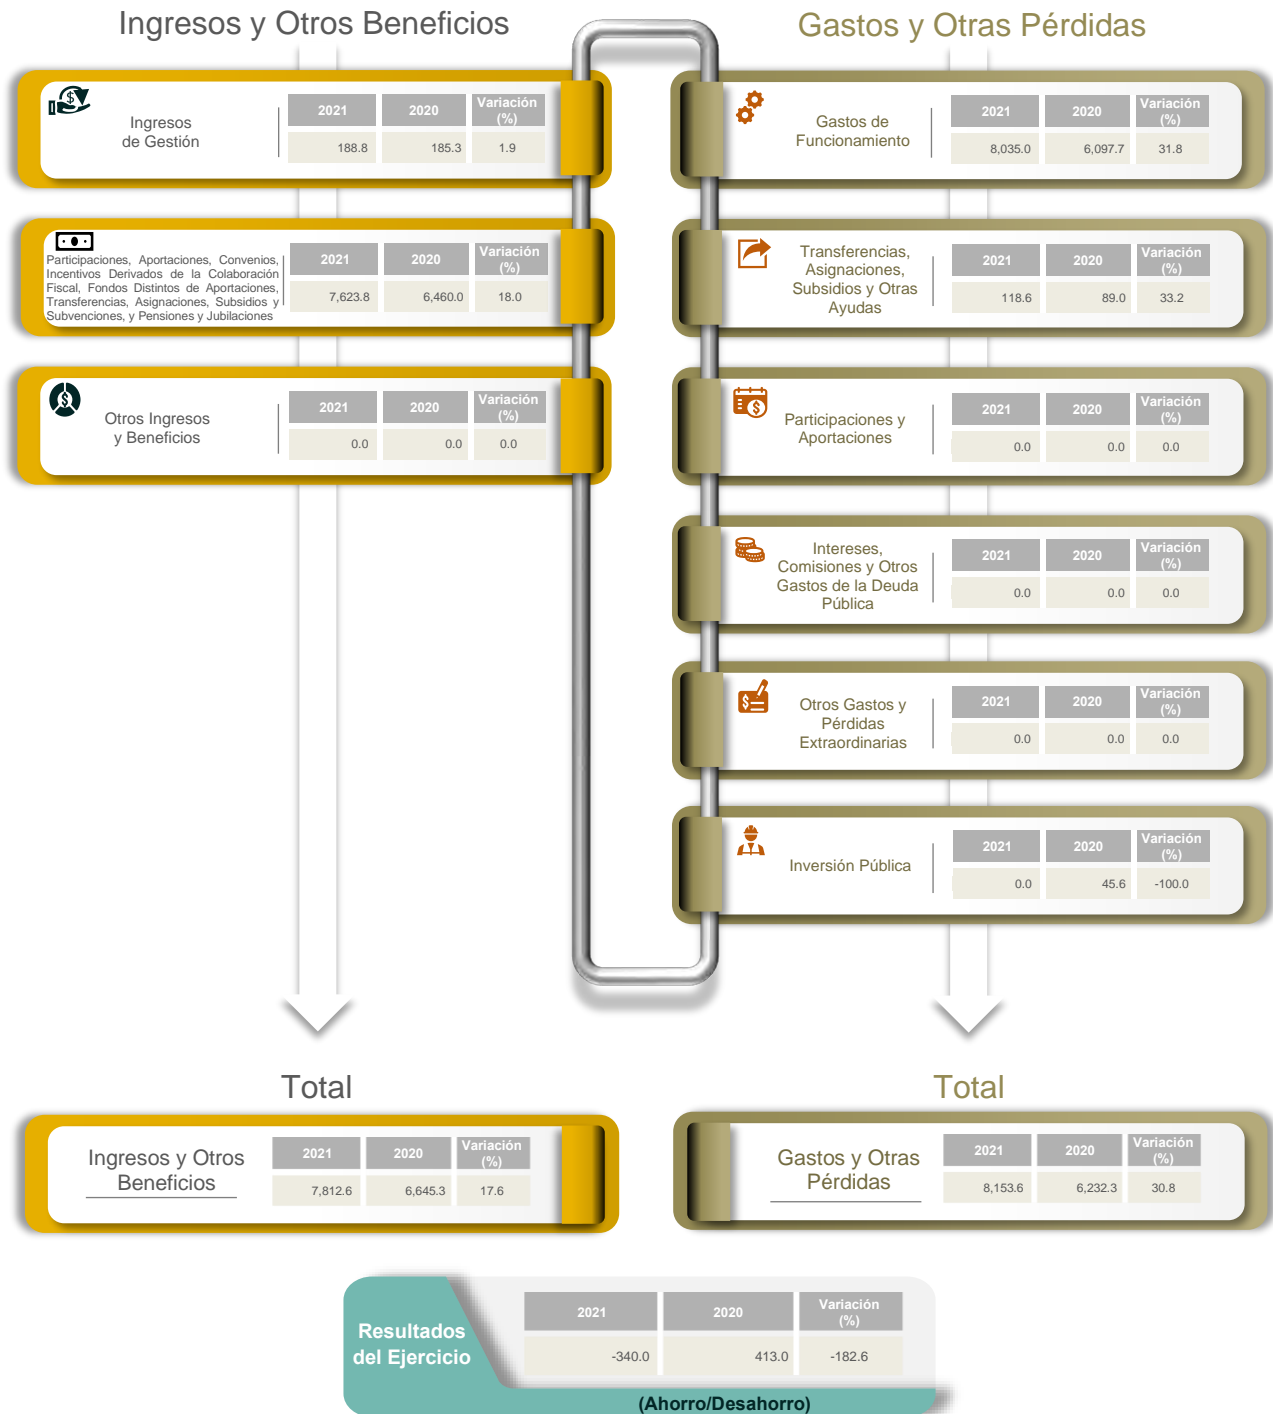 Ingresos y Otros Beneficios
Ingresos
de Gestión
2021 2020 Variación (%)
188.8 185.3 1.9
Participaciones, Aportaciones, Convenios,
Incentivos Derivados de la Colaboración
Fiscal, Fondos Distintos de Aportaciones,
Transferencias, Asignaciones, Subsidios y
Subvenciones, y Pensiones y Jubilaciones
2021 2020 Variación (%)
7,623.8 6,460.0 18.0
Otros Ingresos
y Beneficios
2021 2020 Variación (%)
0.0 0.0 0.0
Total
Ingresos y Otros
Beneficios
2021 2020 Variación (%)
7,812.6 6,645.3 17.6
Gastos y Otras Pérdidas
Gastos de
Funcionamiento
2021 2020 Variación (%)
8,035.0 6,097.7 31.8
Transferencias,
Asignaciones,
Subsidios y Otras
Ayudas
2021 2020 Variación (%)
118.6 89.0 33.2
Participaciones y
Aportaciones
2021 2020 Variación (%)
0.0 0.0 0.0
Intereses,
Comisiones y Otros
Gastos de la Deuda
Pública
2021 2020 Variación (%)
0.0 0.0 0.0
Otros Gastos y
Pérdidas
Extraordinarias
2021 2020 Variación (%)
0.0 0.0 0.0
Inversión Pública
2021 2020 Variación (%)
0.0 45.6 -100.0
Total
Gastos y Otras
Pérdidas
2021 2020 Variación (%)
8,153.6 6,232.3 30.8
Resultados
del Ejercicio
2021 2020 Variación (%)
-340.0 413.0 -182.6
(Ahorro/Desahorro)